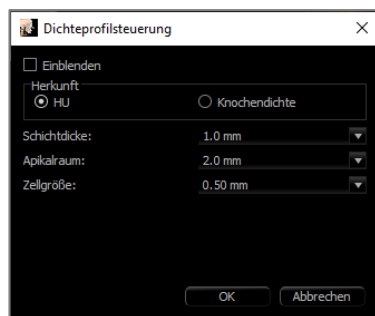 Dichteprofilsteuerung
Einblenden
Herkunft
HU Knochendichte
Schichtdicke: 1.0 mm
Apikalraum: 2.0 mm
Zellgröße: 0.50 mm
OK Abbrechen